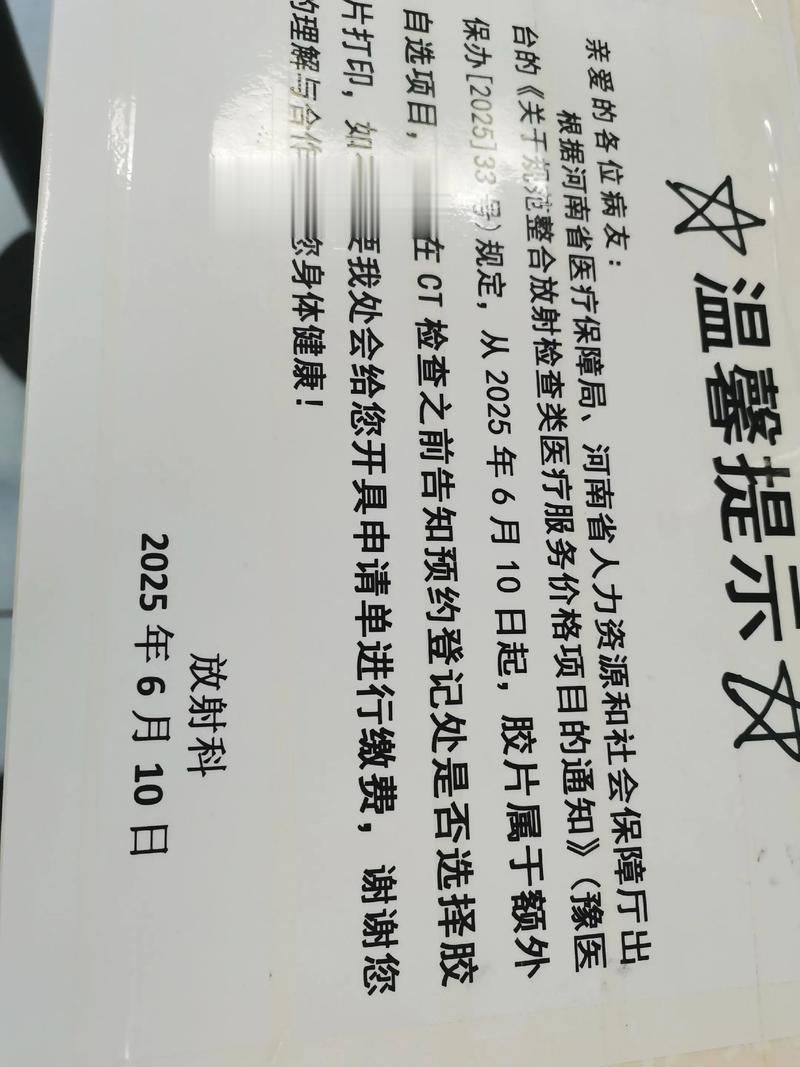 ☆温馨提示☆
亲爱的各位病友：
根据河南省医疗保障局、河南省人力资源和社会保障厅出
台的《关于规范整合放射检查类医疗服务价格项目的通知》（豫医
保办[2025]33号）规定，从2025年6月10日起，胶片属于额外
自选项目，在CT检查之前告知预约登记处是否选择胶
片打印，如 要我处会给您开具申请单进行缴费，谢谢您
的理解与合作 您身体健康！
放射科
2025年6月10日